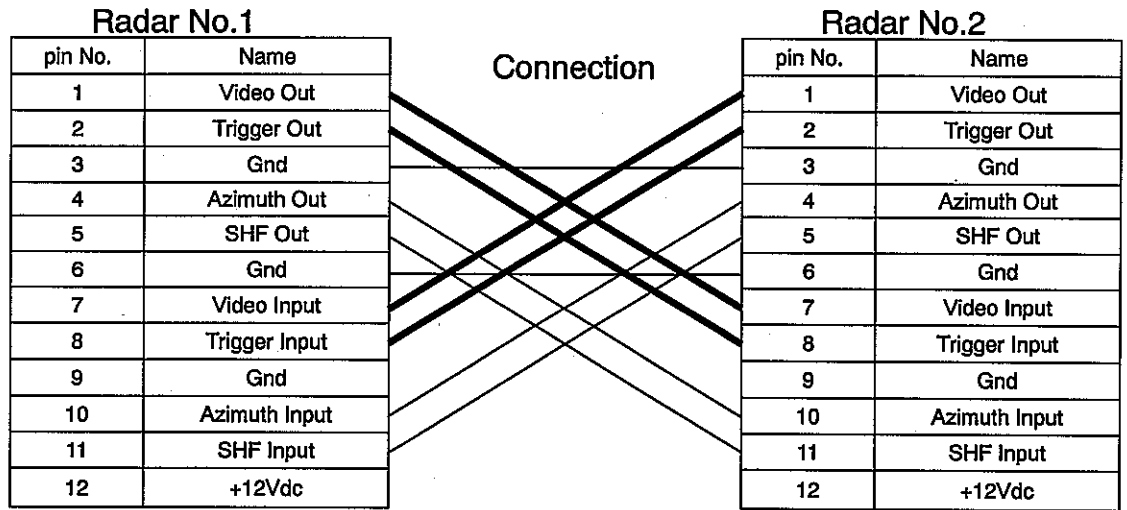 Radar No.1
pin No. Name
1 Video Out
2 Trigger Out
3 Gnd
4 Azimuth Out
5 SHF Out
6 Gnd
7 Video Input
8 Trigger Input
9 Gnd
10 Azimuth Input
11 SHF Input
12 +12Vdc
Connection
Radar No.2
pin No. Name
1 Video Out
2 Trigger Out
3 Gnd
4 Azimuth Out
5 SHF Out
6 Gnd
7 Video Input
8 Trigger Input
9 Gnd
10 Azimuth Input
11 SHF Input
12 +12Vdc